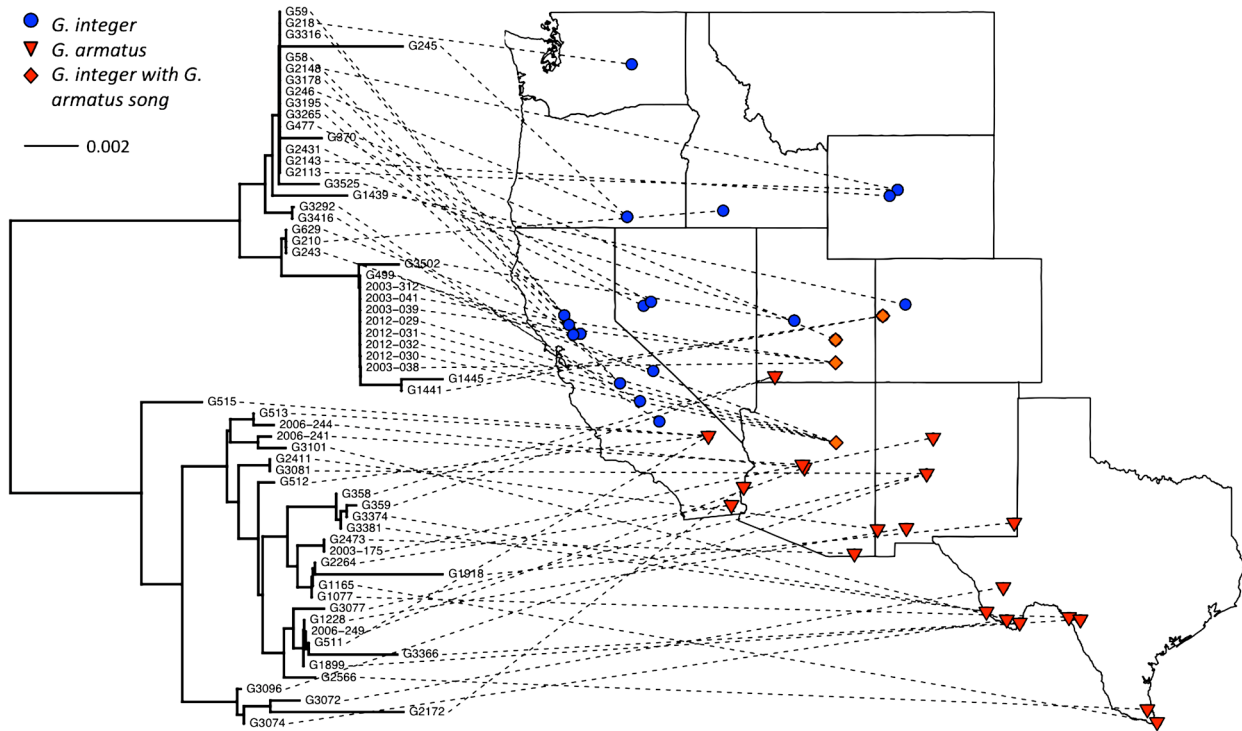 G. integer
G. armatus
G. integer with G.
armatus song
0.002
G59
G218
G3316
G245
G58
G2148
G3178
G246
G3195
G3265
G477
G370
G2431
G2143
G2113
G3525
G1439
G3292
G3416
G629
G210
G243
G3502
G499
2003-312
2003-041
2003-039
2012-029
2012-031
2012-032
2012-030
2003-038
G1445
G1441
G515
G513
2006-244
2006-241
G3101
G2411
G3081
G512
G358
G359
G3374
G3381
G2473
2003-175
G2264
G1918
G1165
G1077
G3077
G1228
2006-249
G511
G3366
G1899
G2566
G3096
G3072
G2172
G3074